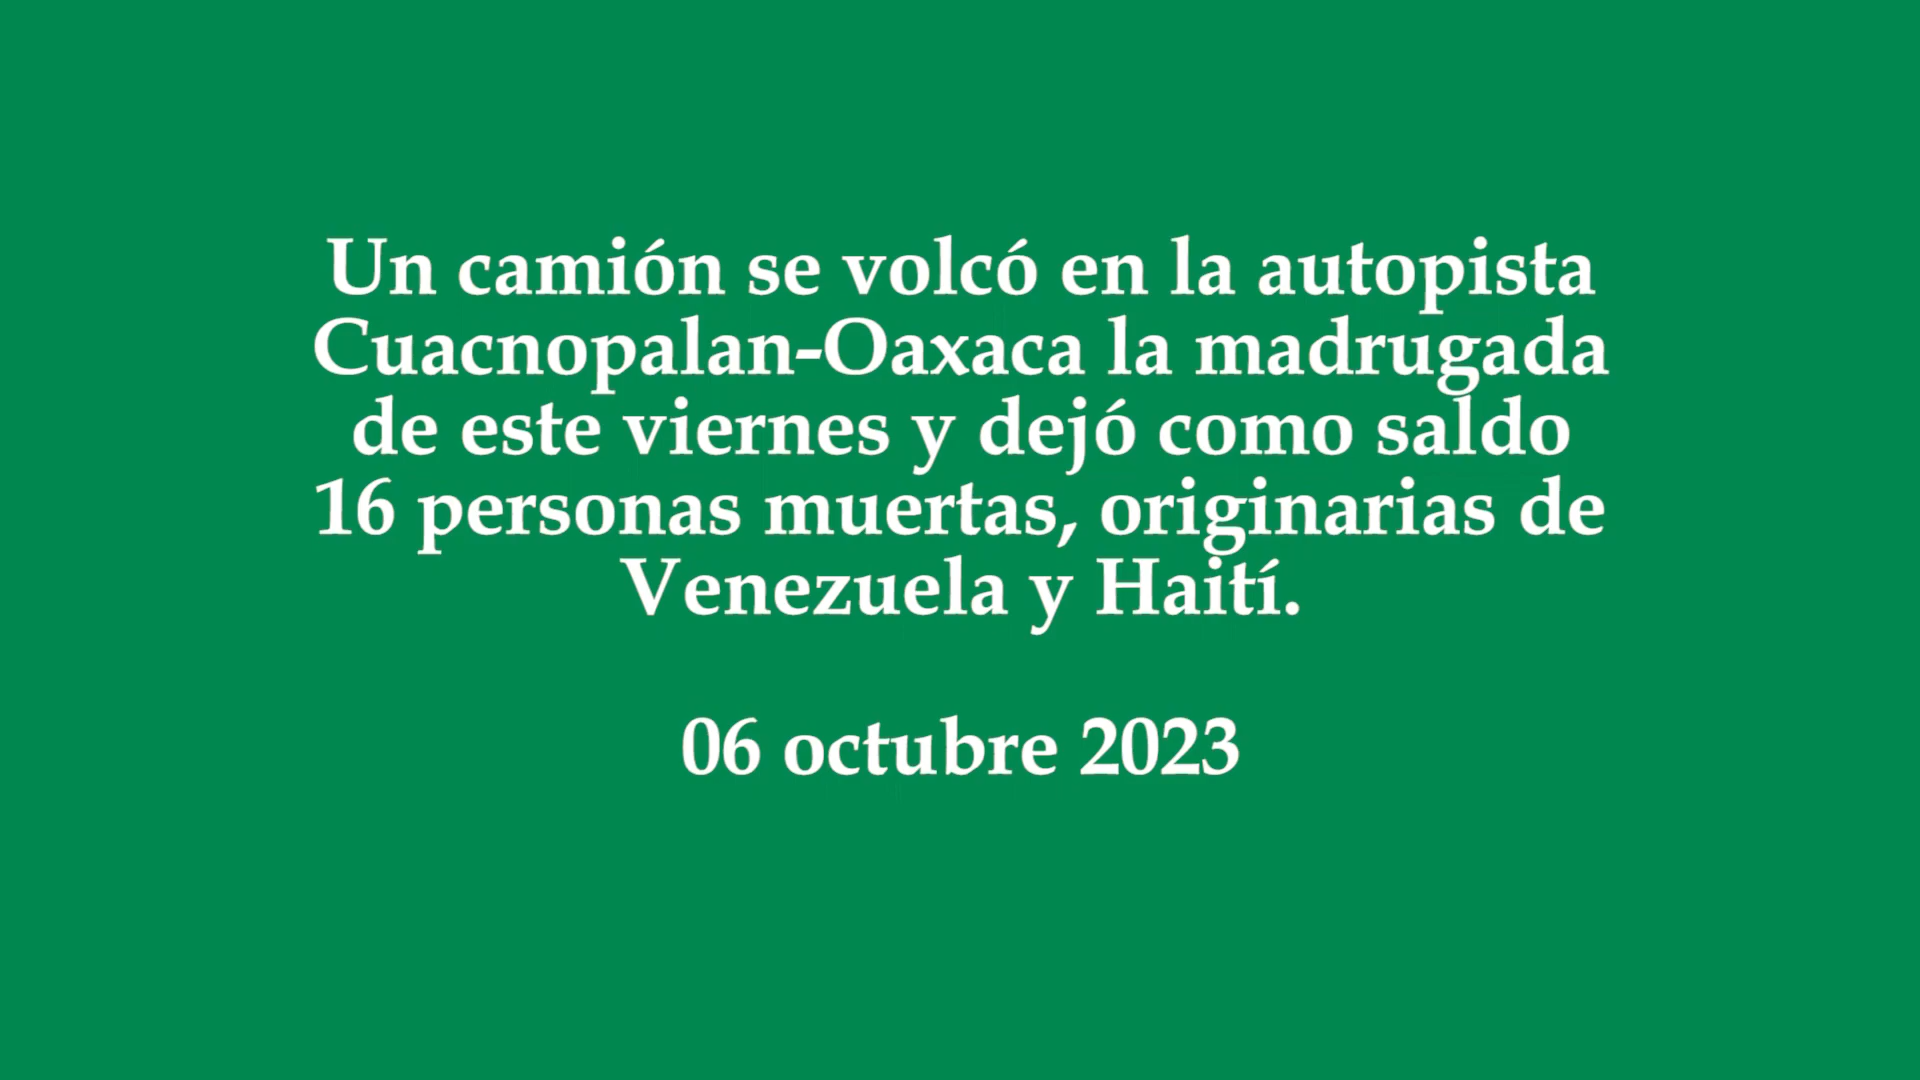 Un camión se volcó en la autopista
Cuacnopalan-Oaxaca la madrugada
de este viernes y dejó como saldo
16 personas muertas, originarias de
Venezuela y Haití.
06 octubre 2023